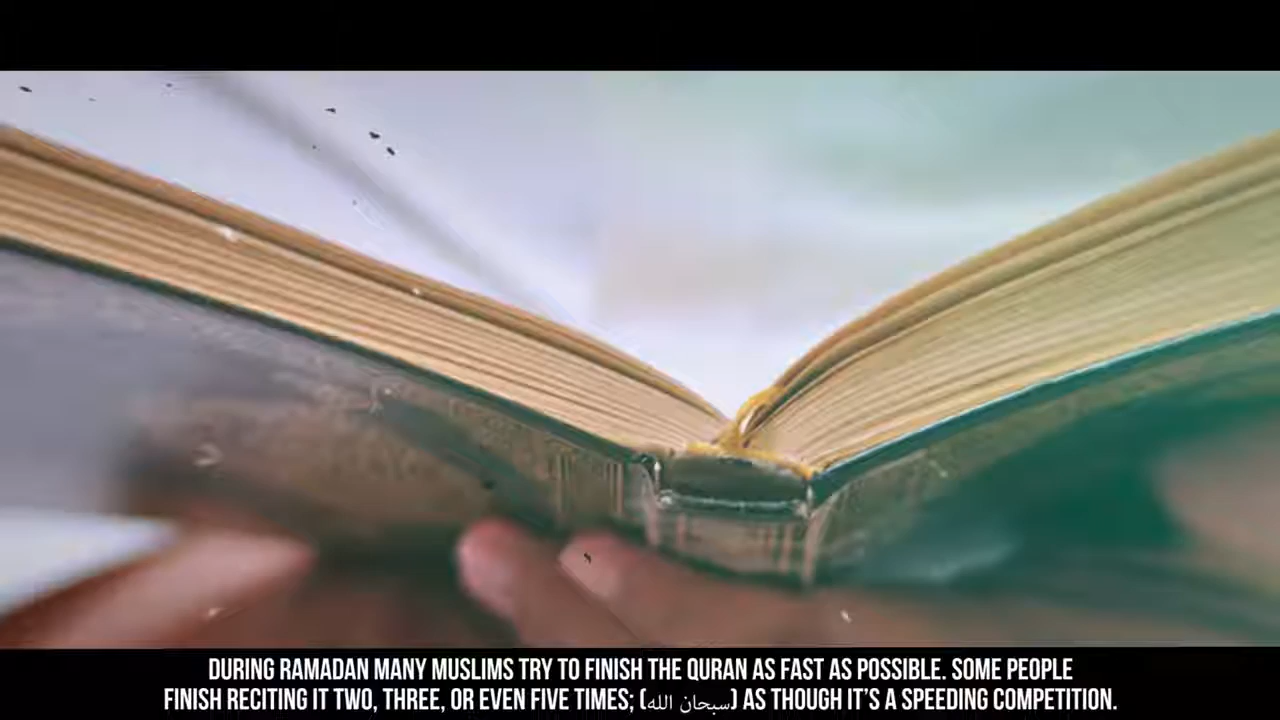 DURING RAMADAN MANY MUSLIMS TRY TO FINISH THE QURAN AS FAST AS POSSIBLE. SOME PEOPLE
FINISH RECITING IT TWO, THREE, OR EVEN FIVE TIMES; (سبحان الله) AS THOUGH IT'S A SPEEDING COMPETITION.